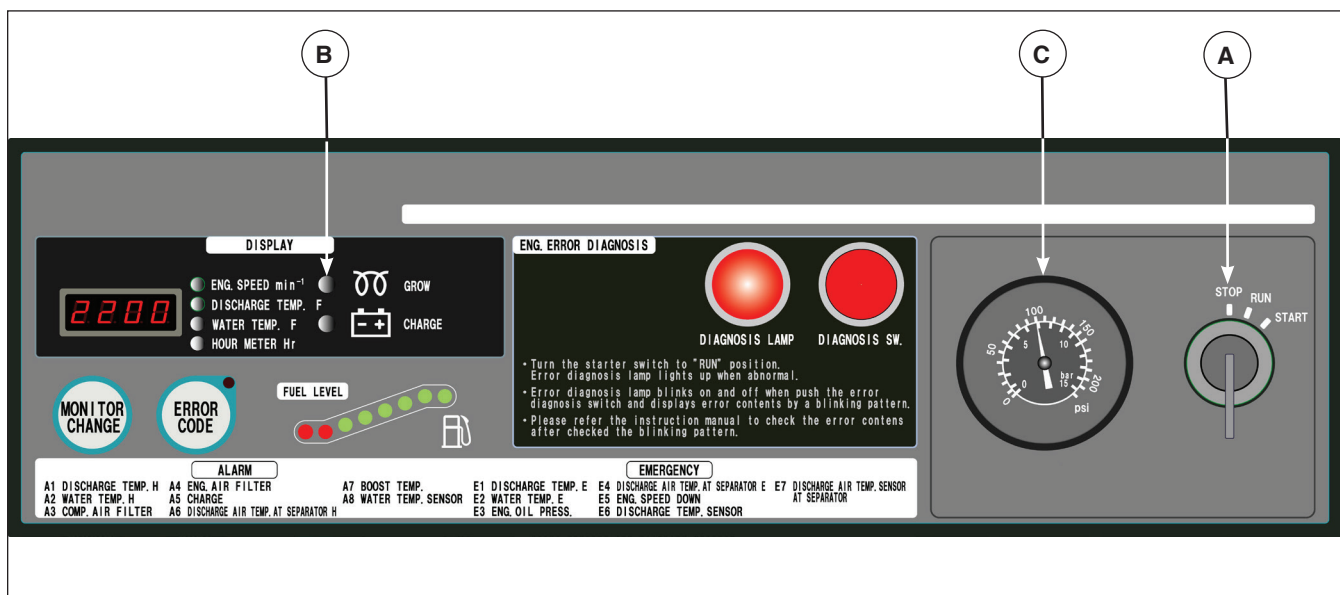 B
C
A
DISPLAY
2200
ENG. SPEED min⁻¹
DISCHARGE TEMP. F
WATER TEMP. F
HOUR METER Hr
GROW
CHARGE
MONITOR
CHANGE
ERROR
CODE
FUEL LEVEL
ENG. ERROR DIAGNOSIS
DIAGNOSIS LAMP
DIAGNOSIS SW.
・Turn the starter switch to "RUN" position.
Error diagnosis lamp lights up when abnormal.
・Error diagnosis lamp blinks on and off when push the error
diagnosis switch and displays error contents by a blinking pattern.
・Please refer the instruction manual to check the error contens
after checked the blinking pattern.
0
50
100
150
200
psi
0
5
10
15
bar
STOP
RUN
START
ALARM
A1 DISCHARGE TEMP. H
A2 WATER TEMP. H
A3 COMP. AIR FILTER
A4 ENG. AIR FILTER
A5 CHARGE
A6 DISCHARGE AIR TEMP. AT SEPARATOR H
A7 BOOST TEMP.
A8 WATER TEMP. SENSOR
EMERGENCY
E1 DISCHARGE TEMP. E
E2 WATER TEMP. E
E3 ENG. OIL PRESS.
E4 DISCHARGE AIR TEMP. AT SEPARATOR E
E5 ENG. SPEED DOWN
E6 DISCHARGE TEMP. SENSOR
E7 DISCHARGE AIR TEMP. SENSOR
AT SEPARATOR